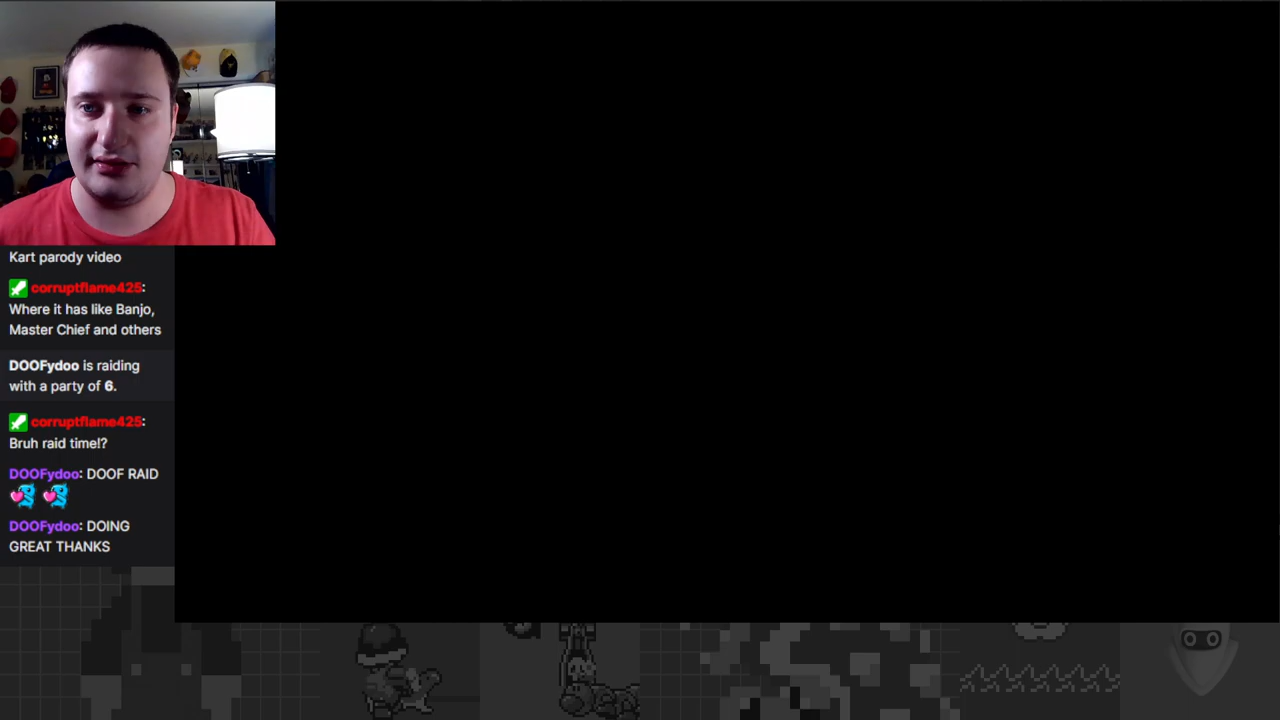 Kart parody video
corruptflame425:
Where it has like Banjo,
Master Chief and others
DOOFydoo is raiding
with a party of 6.
corruptflame425:
Bruh raid time!?
DOOFydoo: DOOF RAID
DOOFydoo: DOING
GREAT THANKS